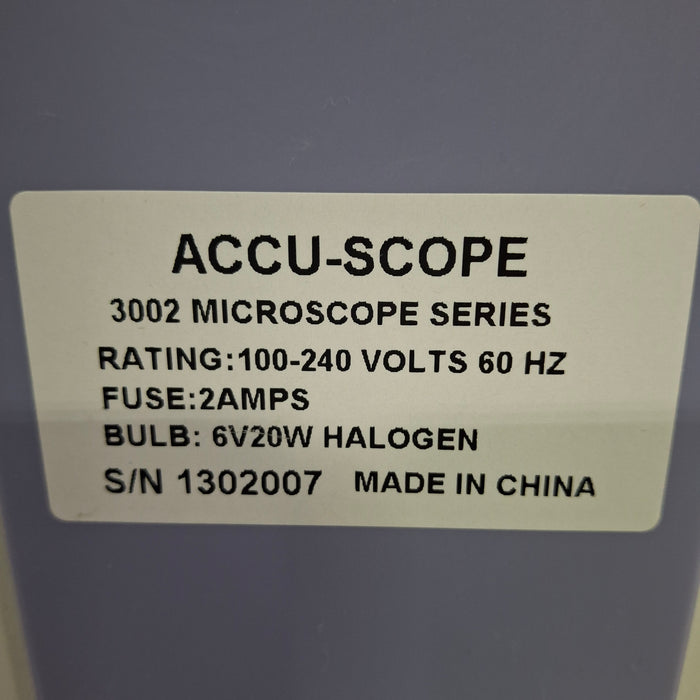 ACCU-SCOPE
3002 MICROSCOPE SERIES
RATING:100-240 VOLTS 60 HZ
FUSE:2AMPS
BULB: 6V20W HALOGEN
S/N 1302007 MADE IN CHINA